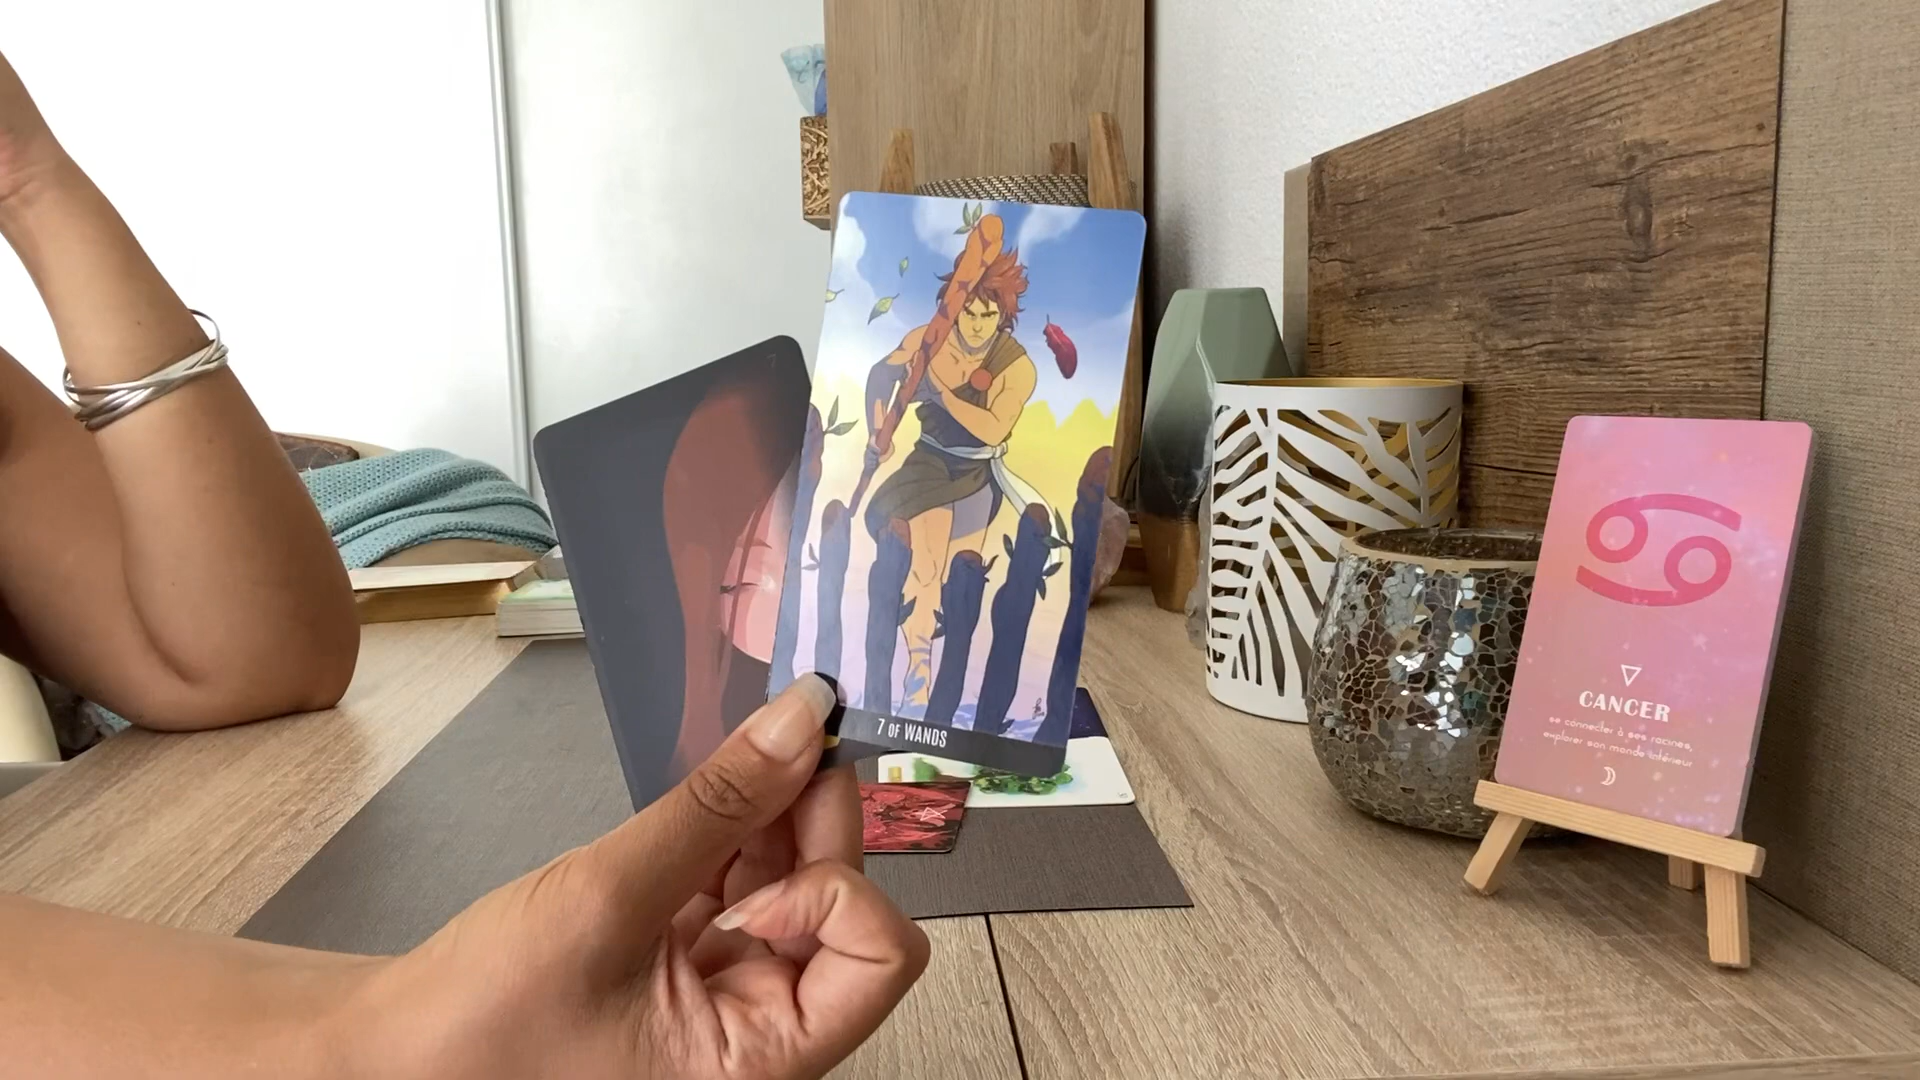 7 OF WANDS
CANCER
se connecter à ses racines,
explorer son monde intérieur